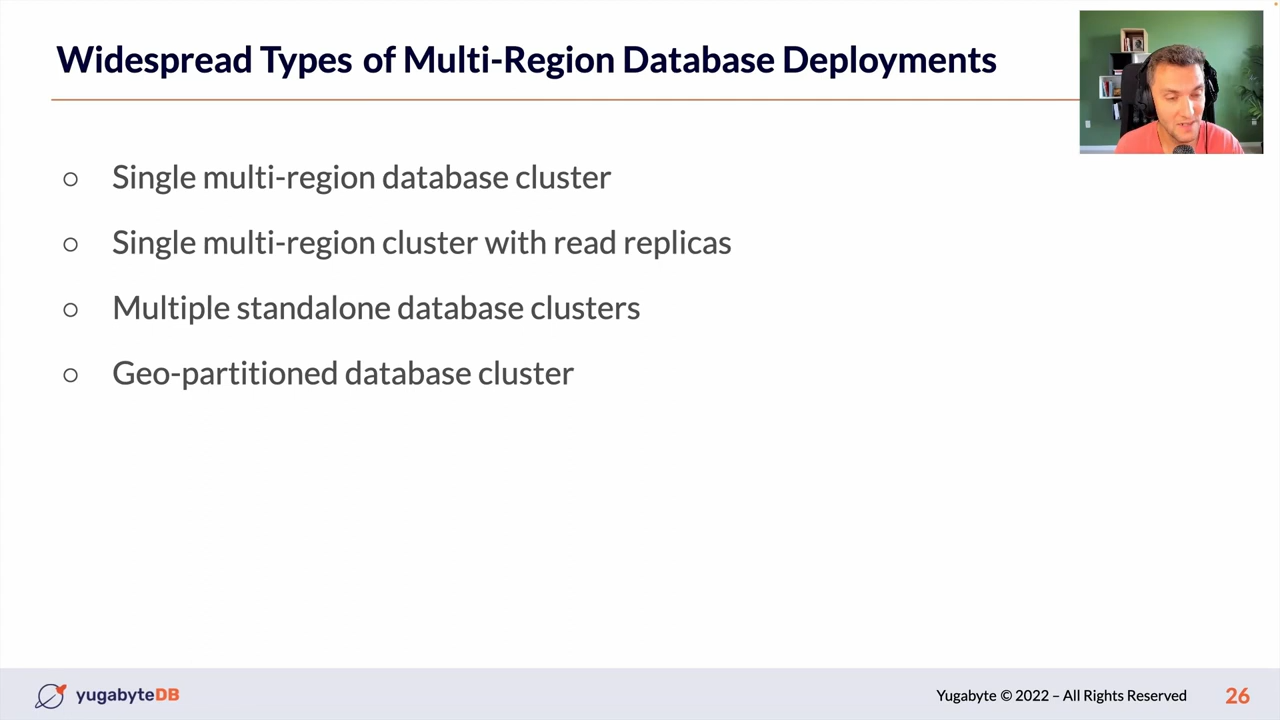 Widespread Types of Multi-Region Database Deployments
Single multi-region database cluster
Single multi-region cluster with read replicas
Multiple standalone database clusters
Geo-partitioned database cluster
yugabyteDB
Yugabyte © 2022 – All Rights Reserved
26